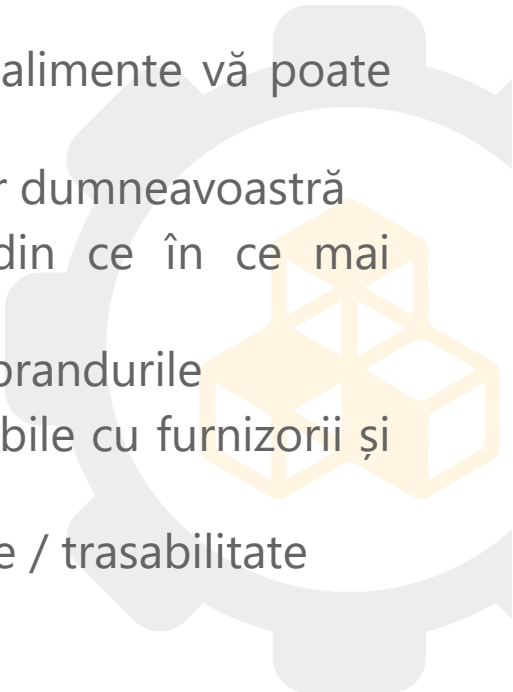 alimente vă poate
dumneavoastră
din ce în ce mai
brandurile
bile cu furnizorii și
e / trasabilitate